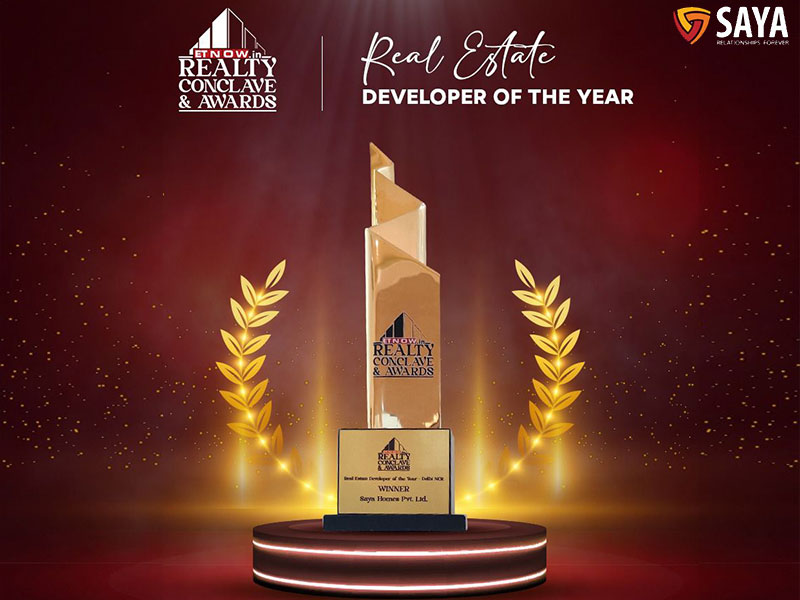 ETNOW.in
REALTY
CONCLAVE
& AWARDS
Real Estate
DEVELOPER OF THE YEAR
SAYA
RELATIONSHIPS FOREVER
ETNOW.in
REALTY
CONCLAVE
& AWARDS
REALTY
CONCLAVE
& AWARDS
Real Estate Developer of the Year - Delhi NCR
WINNER
Saya Homes Pvt. Ltd.